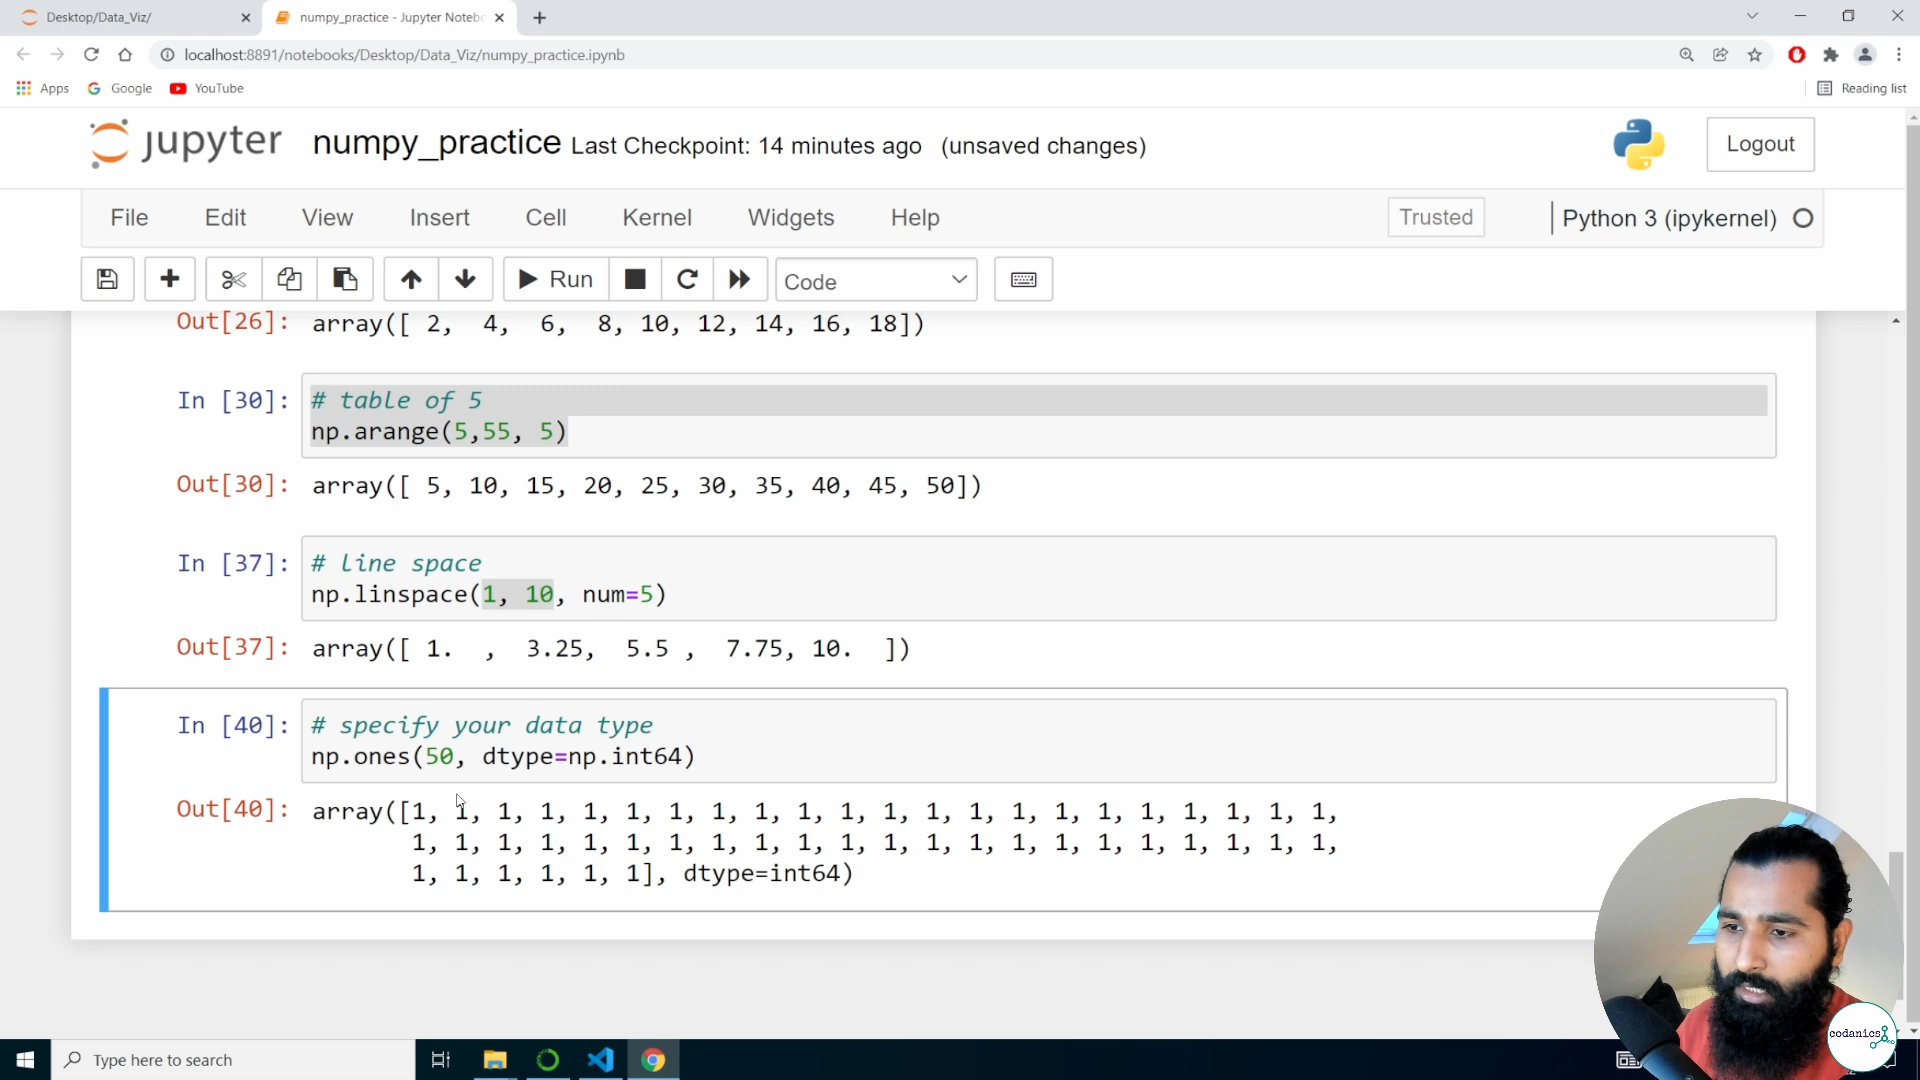 Desktop/Data_Viz/
numpy_practice - Jupyter Noteb
localhost:8891/notebooks/Desktop/Data_Viz/numpy_practice.ipynb
Apps
Google
YouTube
Reading list
jupyter
numpy_practice Last Checkpoint: 14 minutes ago (unsaved changes)
Logout
File Edit View Insert Cell Kernel Widgets Help
Trusted
Python 3 (ipykernel)
Run
Code
Out[26]: array([ 2,  4,  6,  8, 10, 12, 14, 16, 18])
In [30]: # table of 5
np.arange(5,55, 5)
Out[30]: array([ 5, 10, 15, 20, 25, 30, 35, 40, 45, 50])
In [37]: # line space
np.linspace(1, 10, num=5)
Out[37]: array([ 1.  ,  3.25,  5.5 ,  7.75, 10.  ])
In [40]: # specify your data type
np.ones(50, dtype=np.int64)
Out[40]: array([1, 1, 1, 1, 1, 1, 1, 1, 1, 1, 1, 1, 1, 1, 1, 1, 1, 1, 1, 1, 1, 1,
1, 1, 1, 1, 1, 1, 1, 1, 1, 1, 1, 1, 1, 1, 1, 1, 1, 1, 1, 1, 1, 1,
1, 1, 1, 1, 1, 1], dtype=int64)
codanics
Type here to search